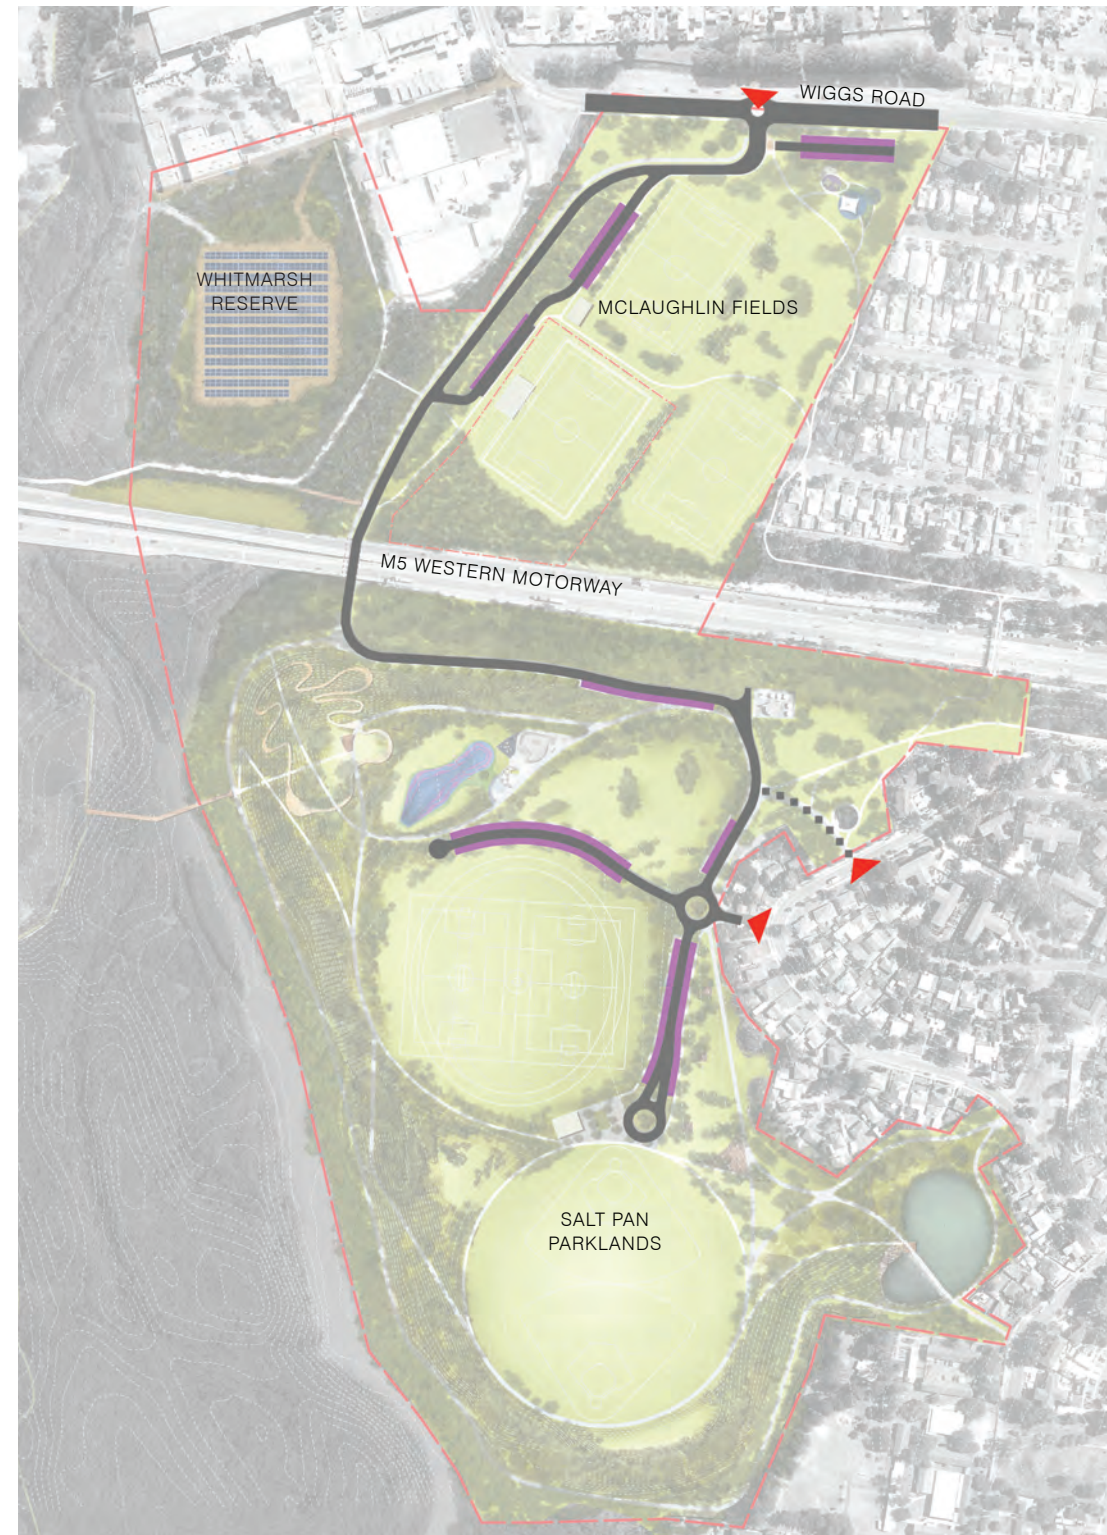 WIGGS ROAD
WHITMARSH
RESERVE
MCLAUGHLIN FIELDS
M5 WESTERN MOTORWAY
SALT PAN
PARKLANDS